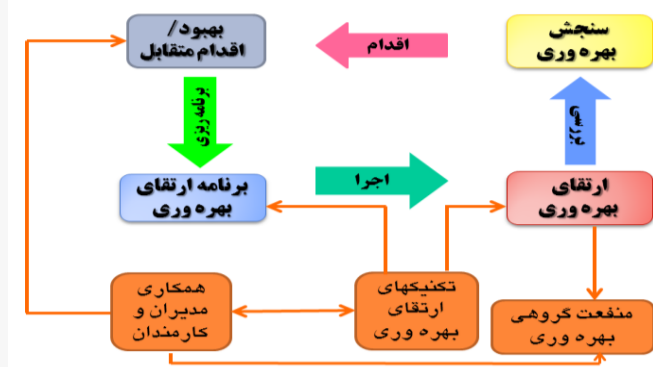 سنجش
بهره وری
اقدام
بهبود/
اقدام متقابل
بررسی
برنامه ریزی
ارتقای
بهره وری
اجرا
برنامه ارتقای
بهره وری
منفعت گروهی
بهره وری
تکنیکهای
ارتقای
بهره وری
همکاری
مدیران و
کارمندان